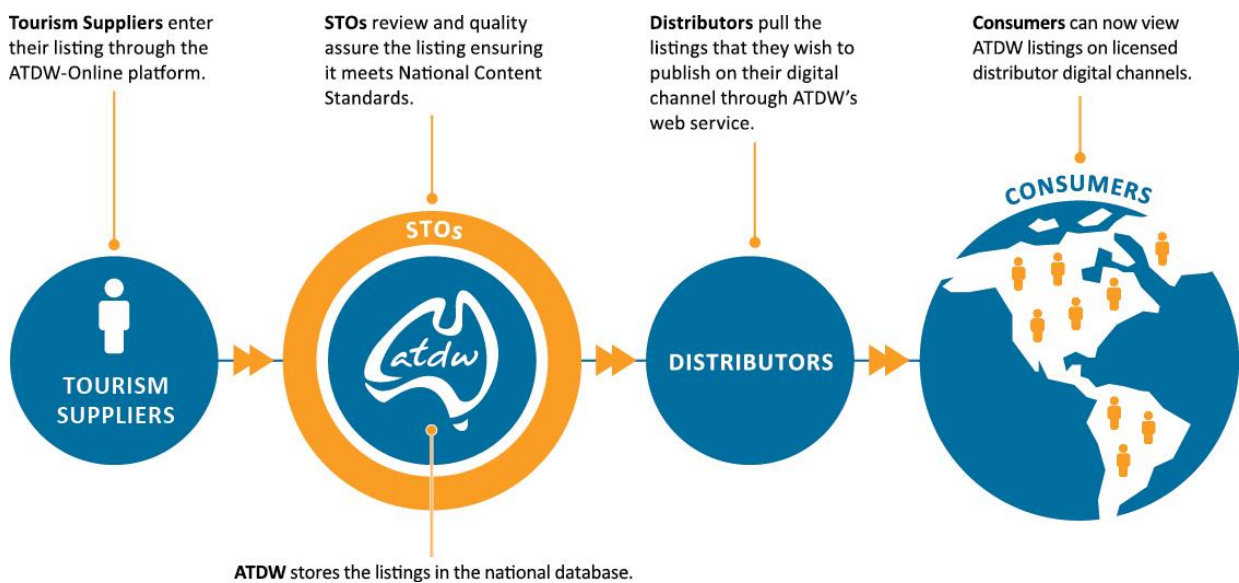 Tourism Suppliers enter
their listing through the
ATDW-Online platform.
STOs review and quality
assure the listing ensuring
it meets National Content
Standards.
Distributors pull the
listings that they wish to
publish on their digital
channel through ATDW's
web service.
Consumers can now view
ATDW listings on licensed
distributor digital channels.
TOURISM
SUPPLIERS
STOs
atdw
DISTRIBUTORS
CONSUMERS
ATDW stores the listings in the national database.